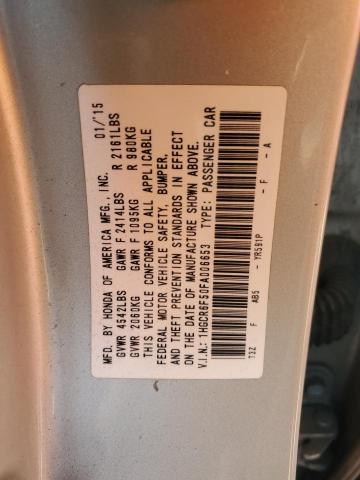 MFD. BY HONDA OF AMERICA MFG., INC. 01/'15
GVWR 4542LBS GAWR F 2414LBS R 2161LBS
GVWR 2060KG GAWR F 1095KG R 980KG
THIS VEHICLE CONFORMS TO ALL APPLICABLE
FEDERAL MOTOR VEHICLE SAFETY, BUMPER,
AND THEFT PREVENTION STANDARDS IN EFFECT
ON THE DATE OF MANUFACTURE SHOWN ABOVE.
V.I.N.: 1HGCR6F50FA006653 TYPE: PASSENGER CAR
T3Z F AB5 - YR591P - F - A